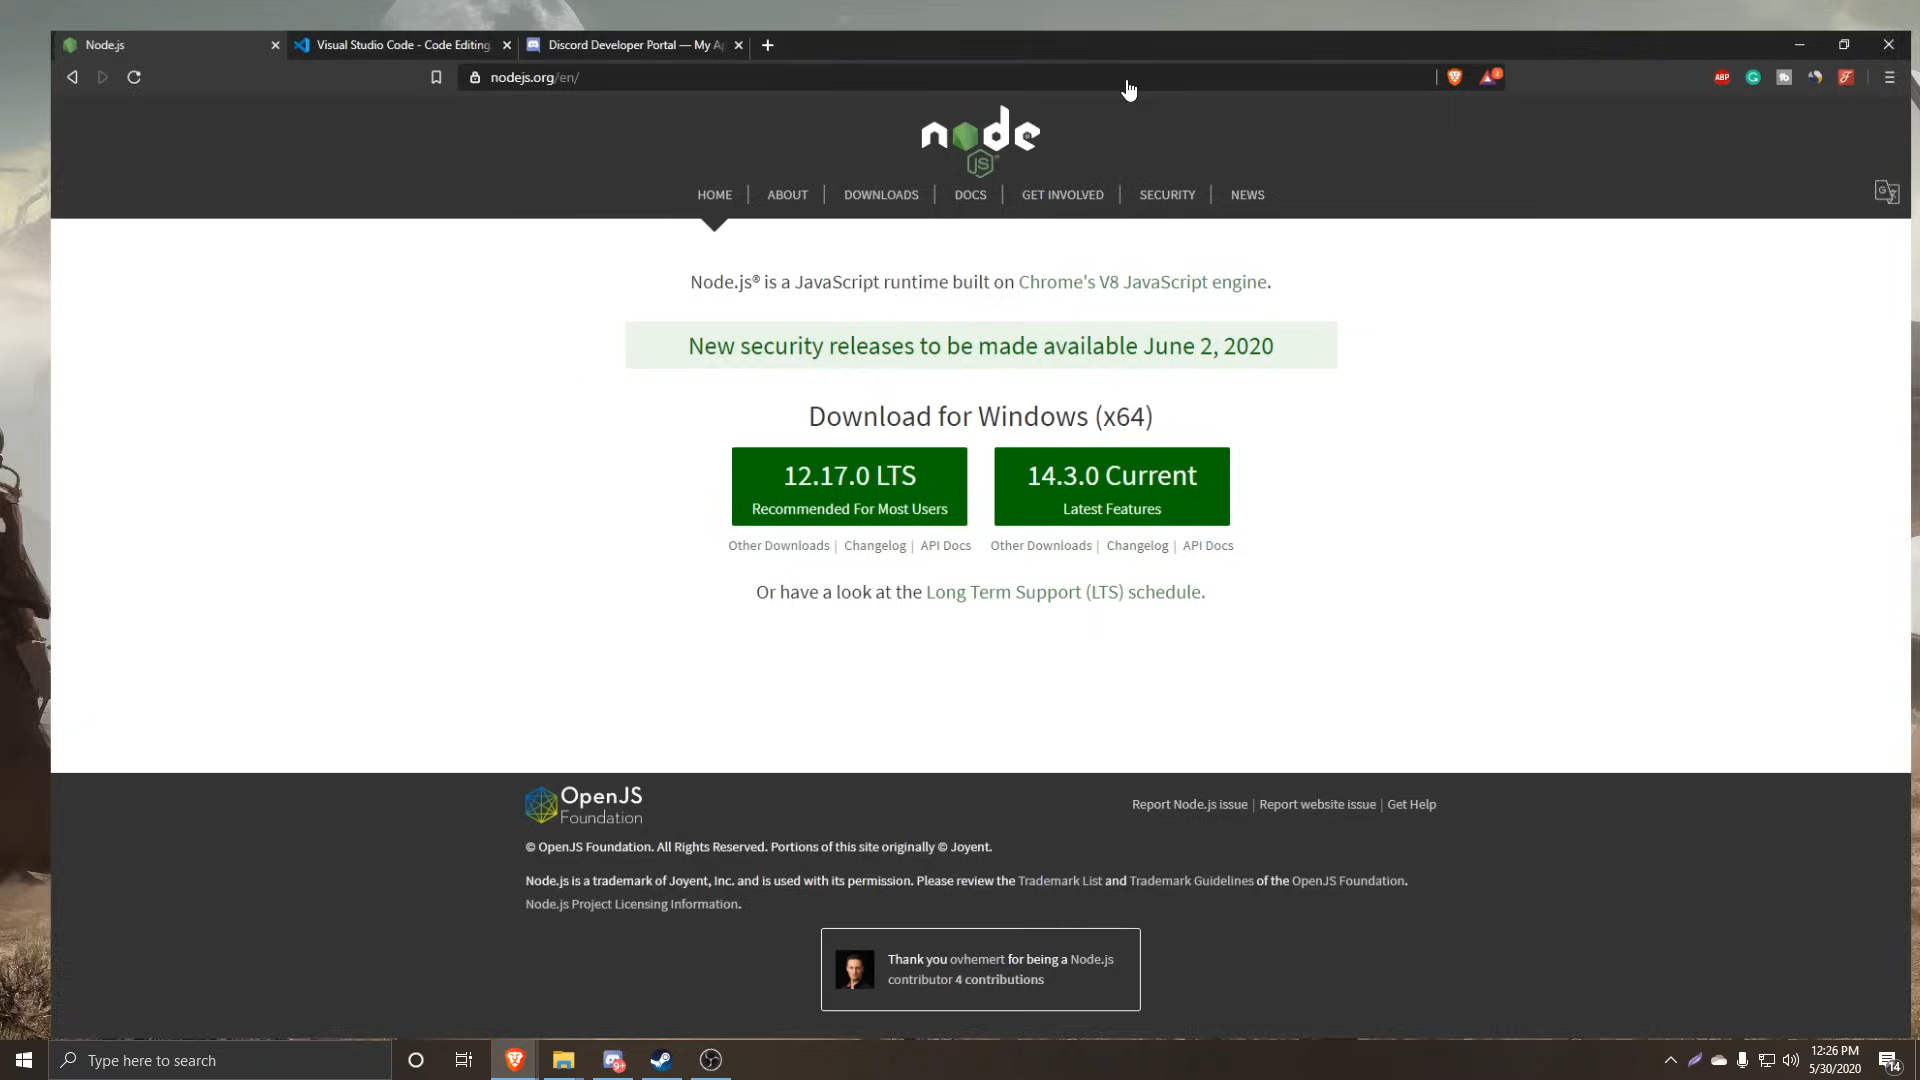 Node.js
Visual Studio Code - Code Editing
Discord Developer Portal — My Ap
nodejs.org/en/
2
ABP
node
JS
HOME
ABOUT
DOWNLOADS
DOCS
GET INVOLVED
SECURITY
NEWS
Node.js® is a JavaScript runtime built on Chrome's V8 JavaScript engine.
New security releases to be made available June 2, 2020
Download for Windows (x64)
12.17.0 LTS
Recommended For Most Users
14.3.0 Current
Latest Features
Other Downloads | Changelog | API Docs
Other Downloads | Changelog | API Docs
Or have a look at the Long Term Support (LTS) schedule.
OpenJS
Foundation
Report Node.js issue | Report website issue | Get Help
© OpenJS Foundation. All Rights Reserved. Portions of this site originally © Joyent.
Node.js is a trademark of Joyent, Inc. and is used with its permission. Please review the Trademark List and Trademark Guidelines of the OpenJS Foundation.
Node.js Project Licensing Information.
Thank you ovhemert for being a Node.js
contributor 4 contributions
Type here to search
9+
12:26 PM
5/30/2020
14